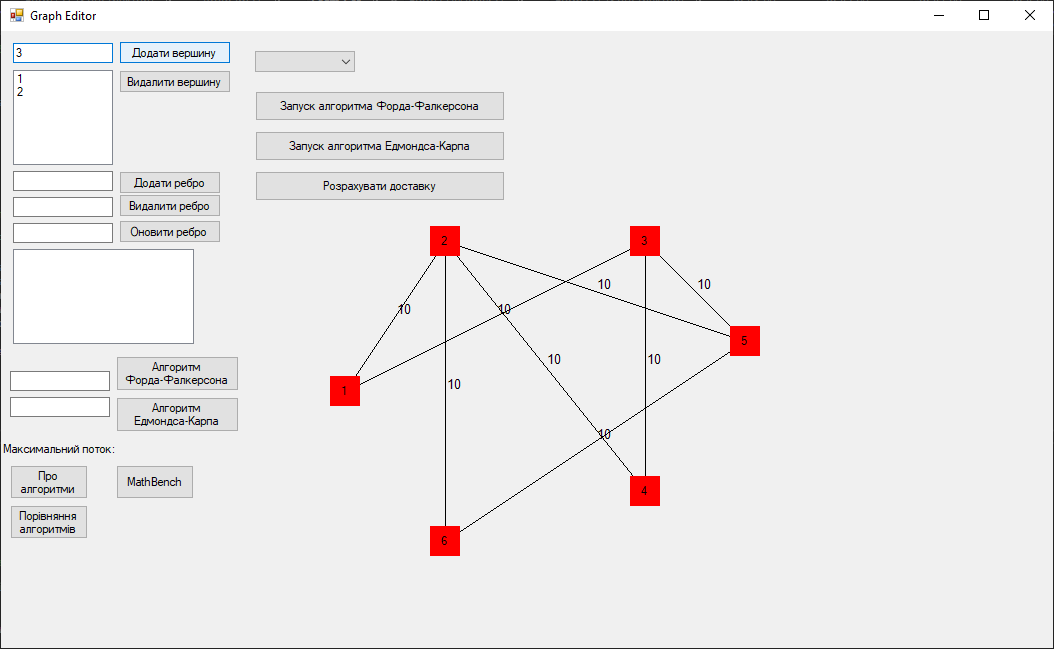 Graph Editor
3
Додати вершину
1
2
Видалити вершину
Запуск алгоритма Форда-Фалкерсона
Запуск алгоритма Едмондса-Карпа
Розрахувати доставку
Додати ребро
Видалити ребро
Оновити ребро
2
3
10
10
10
10
10
10
5
10
1
10
4
6
Алгоритм
Форда-Фалкерсона
Алгоритм
Едмондса-Карпа
Максимальний поток:
Про
алгоритми
MathBench
Порівняння
алгоритмів